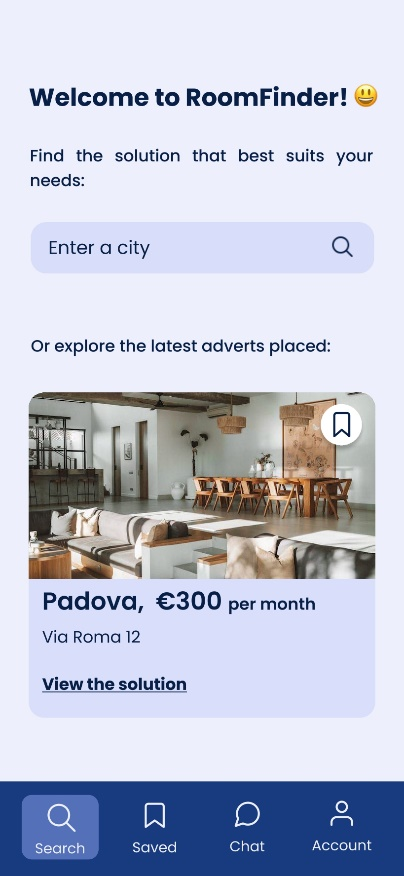 Welcome to RoomFinder! 😃
Find the solution that best suits your
needs:
Enter a city
Or explore the latest adverts placed:
Padova, €300 per month
Via Roma 12
View the solution
Search
Saved
Chat
Account